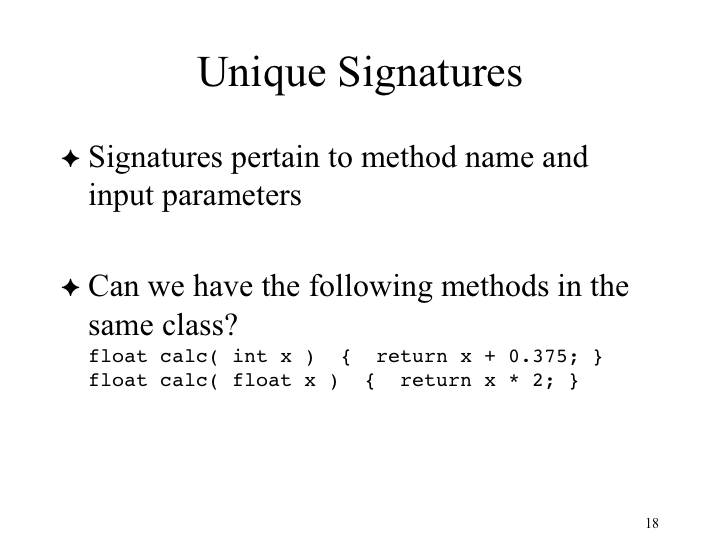 Unique Signatures
✦ Signatures pertain to method name and
input parameters
✦ Can we have the following methods in the
same class?
float calc( int x )  {  return x + 0.375; }
float calc( float x )  {  return x * 2; }
18